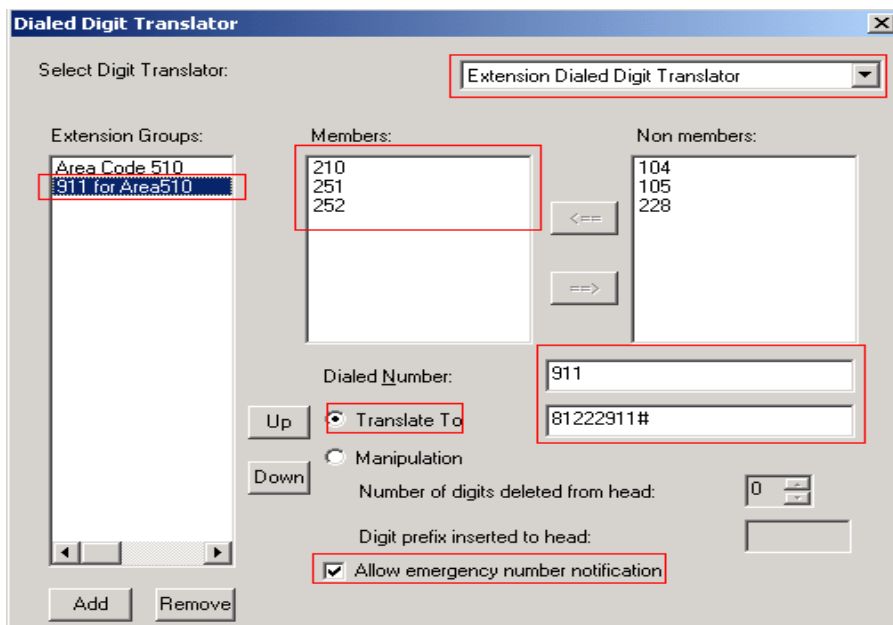 Dialed Digit Translator
Select Digit Translator:
Extension Dialed Digit Translator
Extension Groups:
Area Code 510
911 for Area510
Members:
210
251
252
<==
==>
Non members:
104
105
228
Dialed Number:
911
Up
Translate To
81222911#
Manipulation
Down
Number of digits deleted from head:
0
Digit prefix inserted to head:
Allow emergency number notification
Add
Remove